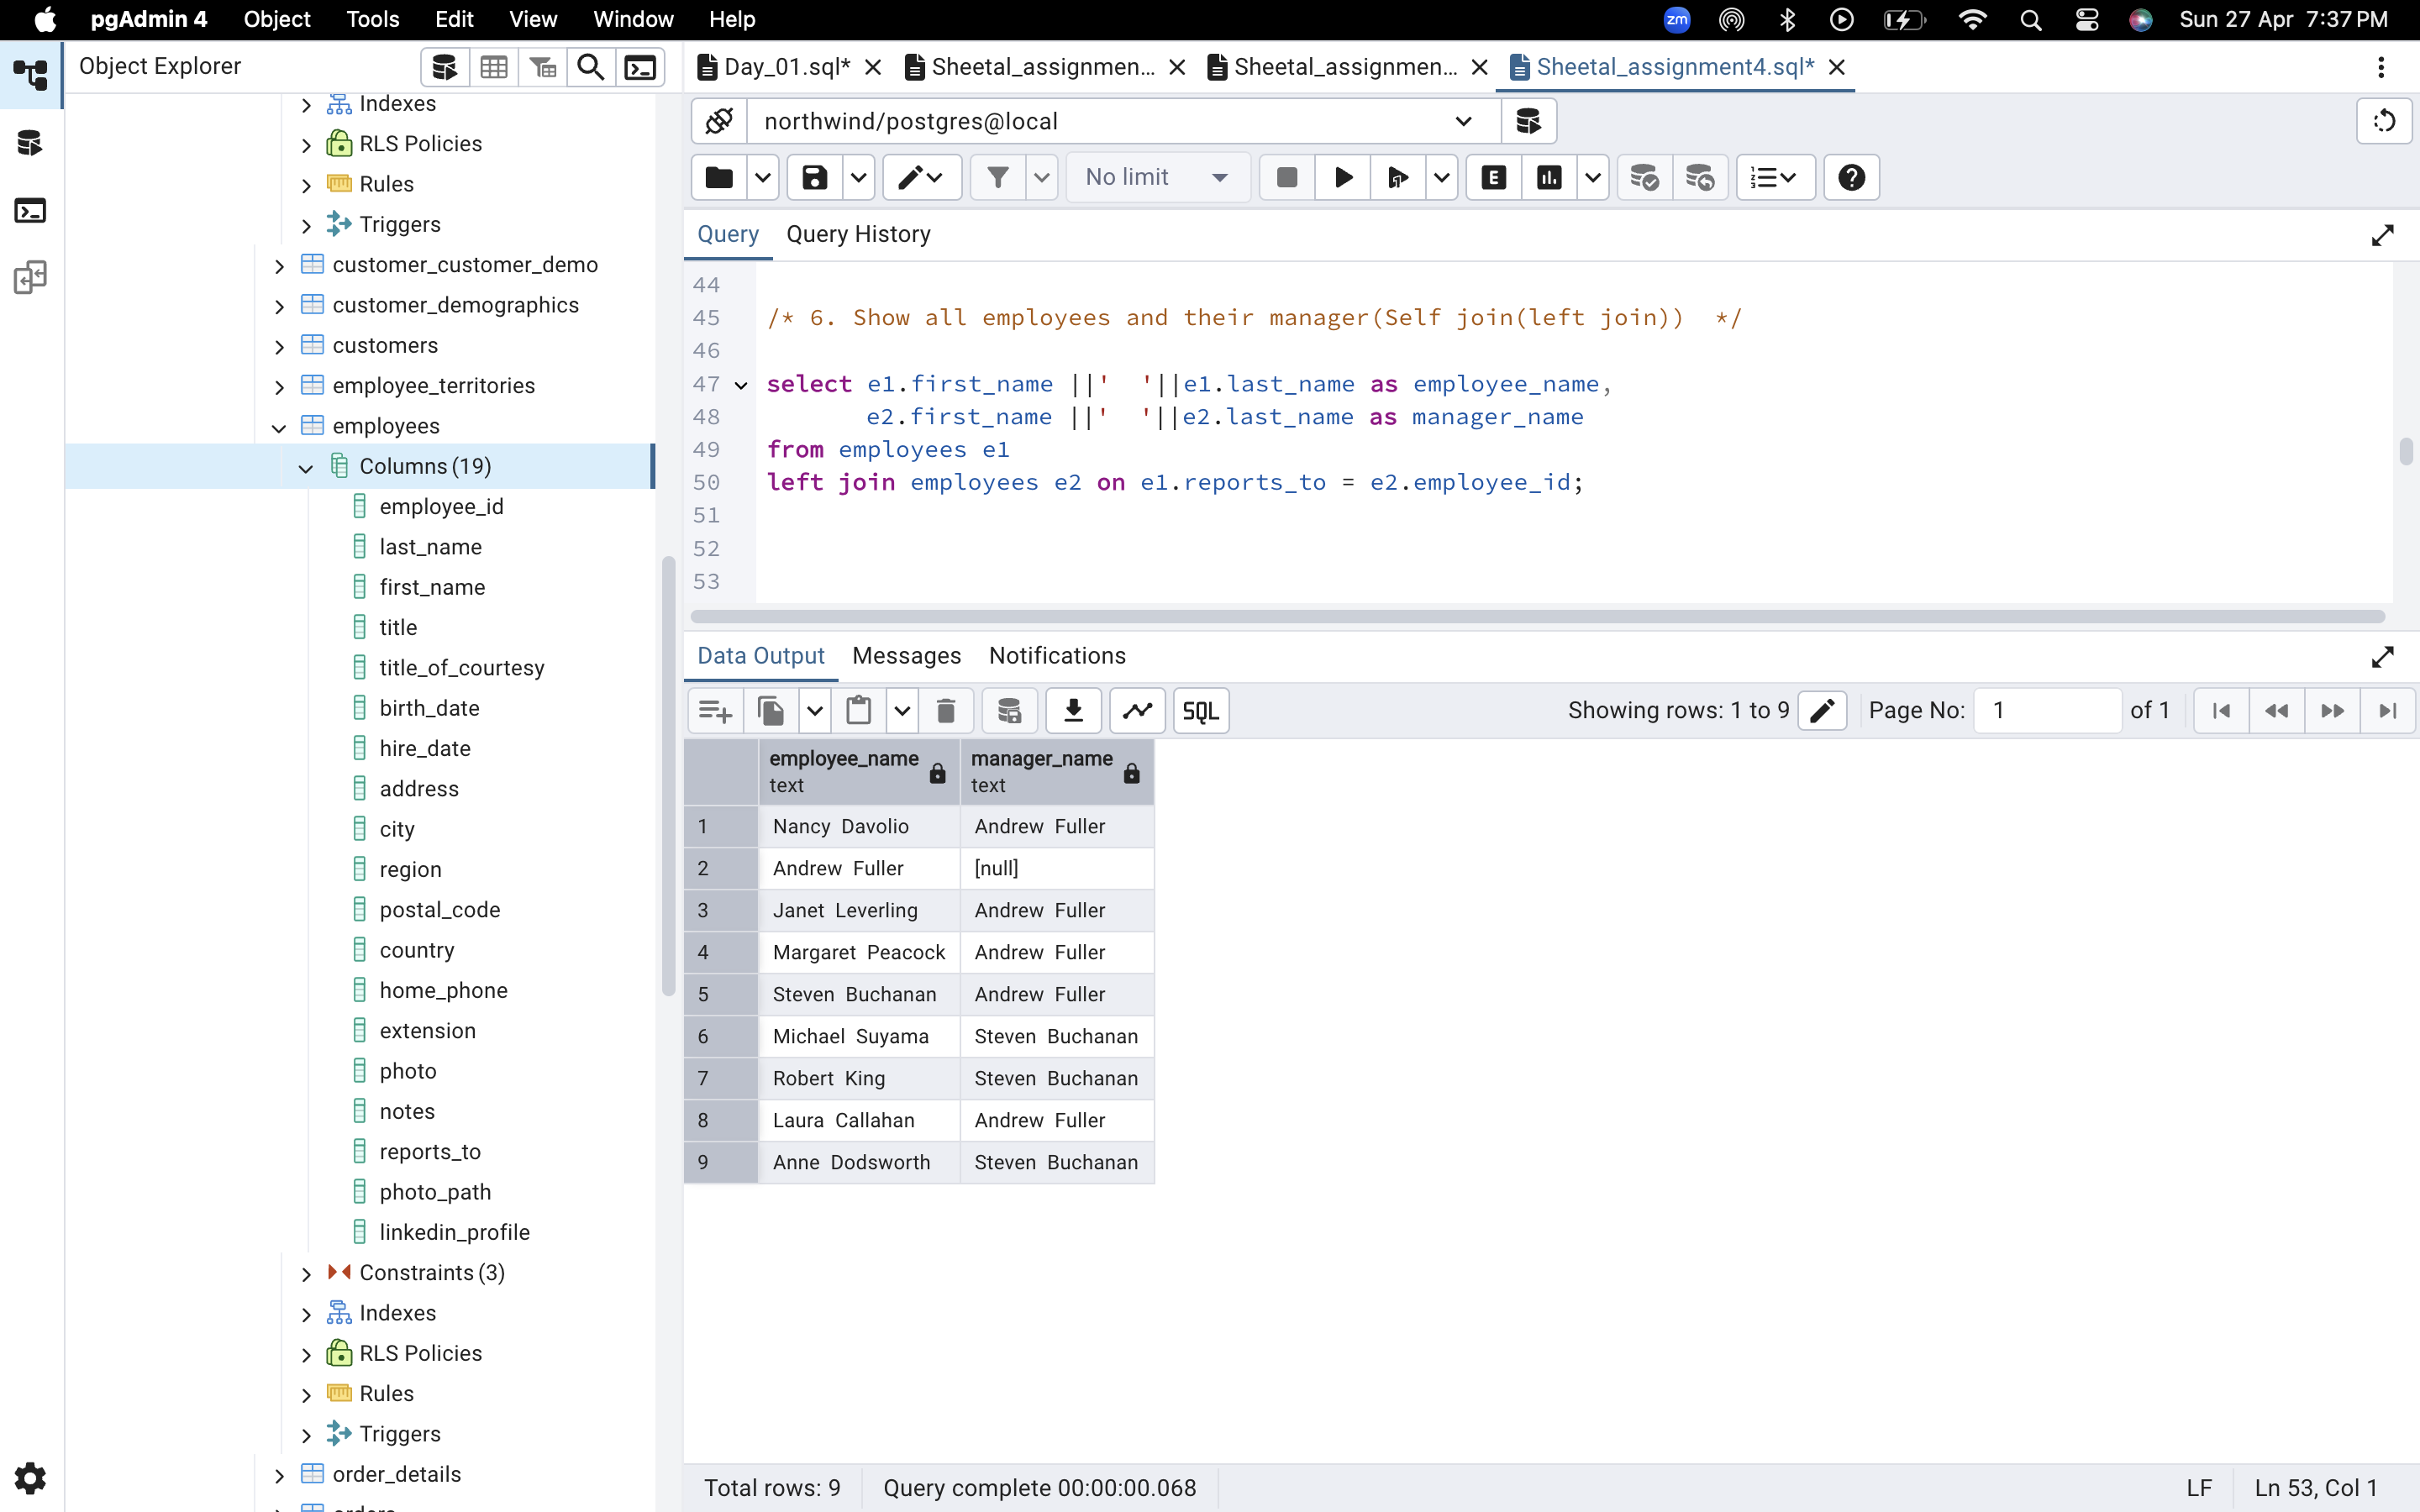 pgAdmin 4 Object Tools Edit View Window Help zm Sun 27 Apr 7:37 PM
Object Explorer
Indexes
RLS Policies
Rules
Triggers
customer_customer_demo
customer_demographics
customers
employee_territories
employees
Columns (19)
employee_id
last_name
first_name
title
title_of_courtesy
birth_date
hire_date
address
city
region
postal_code
country
home_phone
extension
photo
notes
reports_to
photo_path
linkedin_profile
Constraints (3)
Indexes
RLS Policies
Rules
Triggers
order_details
Day_01.sql* Sheetal_assignmen... Sheetal_assignmen... Sheetal_assignment4.sql*
northwind/postgres@local
No limit E
Query Query History
44
45 /* 6. Show all employees and their manager(Self join(left join))  */
46
47 select e1.first_name ||'  '||e1.last_name as employee_name,
48 e2.first_name ||'  '||e2.last_name as manager_name
49 from employees e1
50 left join employees e2 on e1.reports_to = e2.employee_id;
51
52
53
Data Output Messages Notifications
SQL Showing rows: 1 to 9 Page No: 1 of 1
employee_name manager_name
text text
1 Nancy  Davolio Andrew  Fuller
2 Andrew  Fuller [null]
3 Janet  Leverling Andrew  Fuller
4 Margaret  Peacock Andrew  Fuller
5 Steven  Buchanan Andrew  Fuller
6 Michael  Suyama Steven  Buchanan
7 Robert  King Steven  Buchanan
8 Laura  Callahan Andrew  Fuller
9 Anne  Dodsworth Steven  Buchanan
Total rows: 9 Query complete 00:00:00.068 LF Ln 53, Col 1